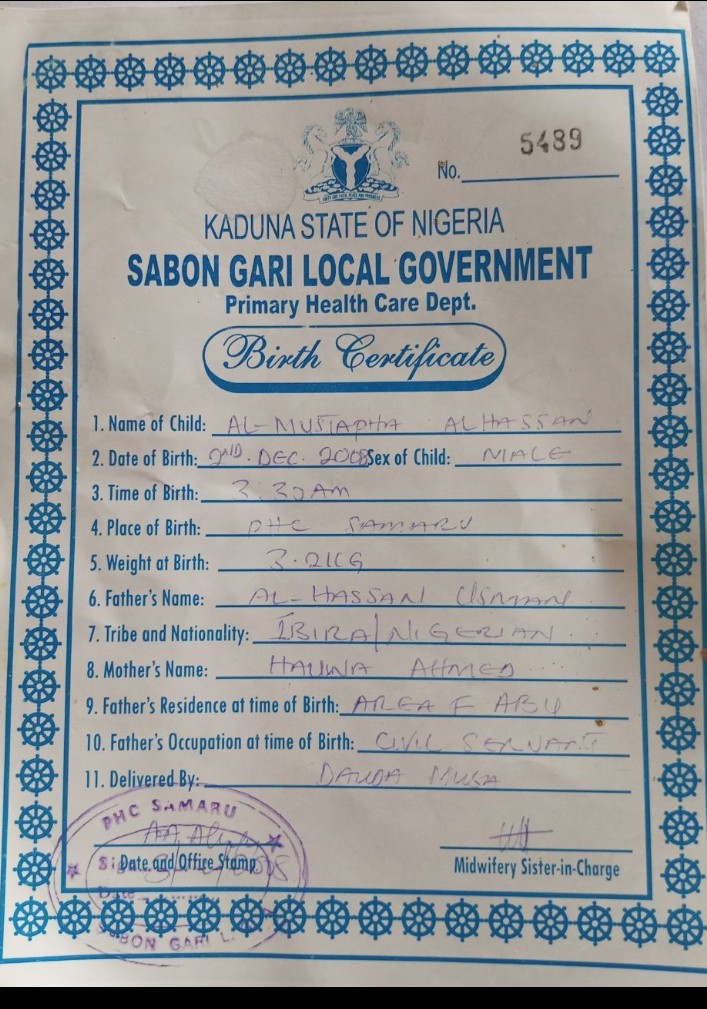 5489
No.
KADUNA STATE OF NIGERIA
SABON GARI LOCAL GOVERNMENT
Primary Health Care Dept.
Birth Certificate
1. Name of Child: AL-MUSTAPHA ALHASSAN
2. Date of Birth: 2ND. DEC. 2008 Sex of Child: MALE
3. Time of Birth: 3:30AM
4. Place of Birth: PHC SAMARU
5. Weight at Birth: 3.2KG
6. Father's Name: AL-HASSAN USMAN
7. Tribe and Nationality: IBIRA/NIGERIAN
8. Mother's Name: HAUWA AHMED
9. Father's Residence at time of Birth: AREA F ABU
10. Father's Occupation at time of Birth: CIVIL SERVANT
11. Delivered By: DAUDA MUSA
PHC SAMARU
Date and Office Stamp
Midwifery Sister-in-Charge
Date
SABON GARI L.